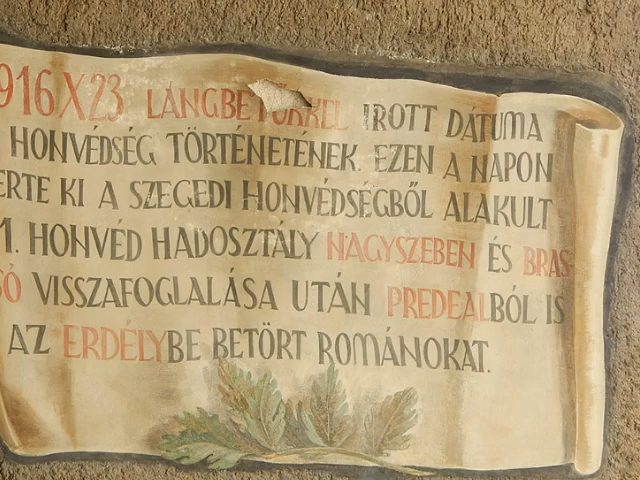 916 X 23 LÁNGBETŰKKEL IROTT DÁTUMA
HONVÉDSÉG TÖRTÉNETÉNEK. EZEN A NAPON
ERTE KI A SZEGEDI HONVÉDSÉGBŐL ALAKULT
1. HONVÉD HADOSZTÁLY NAGYSZEBEN ÉS BRAS-
SÓ VISSZAFOGLALÁSA UTÁN PREDEALBÓL IS
AZ ERDÉLYBE BETÖRT ROMÁNOKAT.